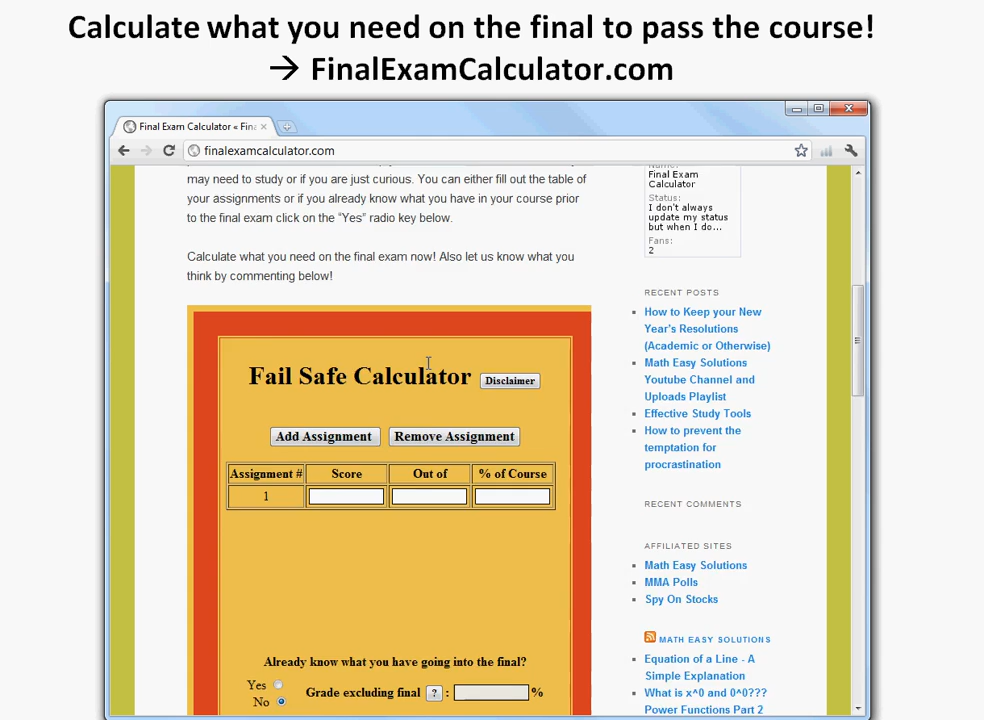 Calculate what you need on the final to pass the course!
→ FinalExamCalculator.com
Final Exam Calculator « Fina
finalexamcalculator.com
may need to study or if you are just curious. You can either fill out the table of
your assignments or if you already know what you have in your course prior
to the final exam click on the “Yes” radio key below.
Calculate what you need on the final exam now! Also let us know what you
think by commenting below!
Fail Safe Calculator
Disclaimer
Add Assignment
Remove Assignment
Assignment # Score Out of % of Course
1
Already know what you have going into the final?
Yes
No
Grade excluding final ? : %
Name:
Final Exam
Calculator
Status:
I don't always
update my status
but when I do...
Fans:
2
RECENT POSTS
How to Keep your New
Year's Resolutions
(Academic or Otherwise)
Math Easy Solutions
Youtube Channel and
Uploads Playlist
Effective Study Tools
How to prevent the
temptation for
procrastination
RECENT COMMENTS
AFFILIATED SITES
Math Easy Solutions
MMA Polls
Spy On Stocks
MATH EASY SOLUTIONS
Equation of a Line - A
Simple Explanation
What is x^0 and 0^0???
Power Functions Part 2